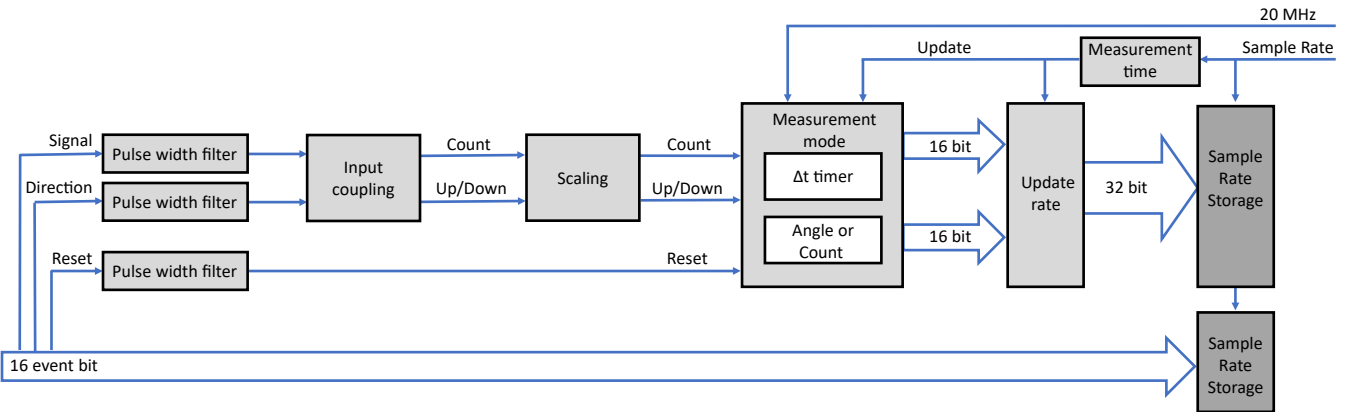 20 MHz
Update
Measurement
time
Sample Rate
Signal
Pulse width filter
Direction
Pulse width filter
Reset
Pulse width filter
Input
coupling
Count
Up/Down
Scaling
Count
Up/Down
Reset
Measurement
mode
Δt timer
Angle or
Count
16 bit
16 bit
Update
rate
32 bit
Sample
Rate
Storage
16 event bit
Sample
Rate
Storage